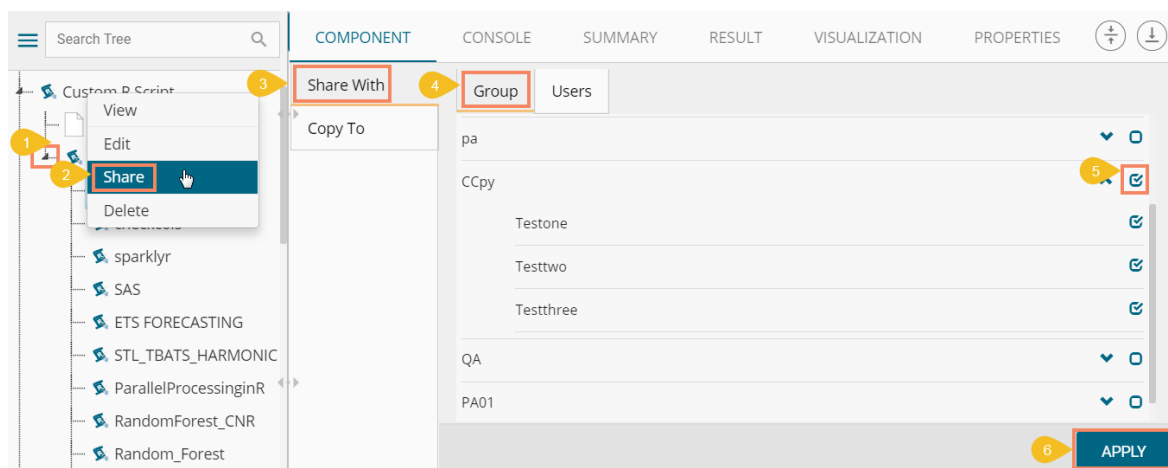 Search Tree
COMPONENT
CONSOLE
SUMMARY
RESULT
VISUALIZATION
PROPERTIES
Custom R Script
View
Edit
Share
Delete
sparklyr
SAS
ETS FORECASTING
STL_TBATS_HARMONIC
ParallelProcessinginR
RandomForest_CNR
Random_Forest
1
2
3
Share With
Copy To
4
Group
Users
pa
CCpy
5
Testone
Testtwo
Testthree
QA
PA01
6
APPLY